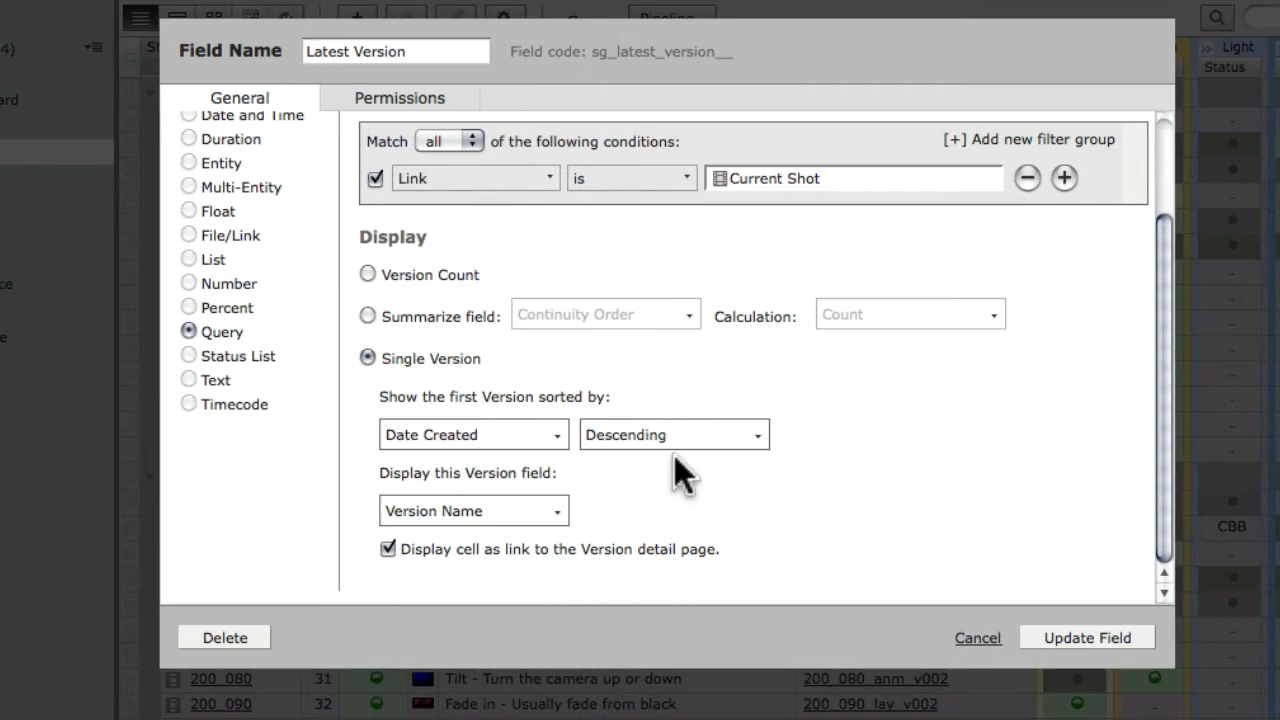 Pipeline
4)
Field Name Latest Version Field code: sg_latest_version__
Light
Status
ard
General Permissions
Date and Time
Duration
Entity
Multi-Entity
Float
File/Link
List
Number
Percent
Query
Status List
Text
Timecode
Match all of the following conditions: [+] Add new filter group
Link is Current Shot
Display
Version Count
Summarize field: Continuity Order Calculation: Count
Single Version
Show the first Version sorted by:
Date Created Descending
Display this Version field:
Version Name
Display cell as link to the Version detail page.
ce
e
CBB
Delete Cancel Update Field
200_080 31 Tilt - Turn the camera up or down 200_080_anm_v002
200_090 32 Fade in - Usually fade from black 200_090_lay_v002